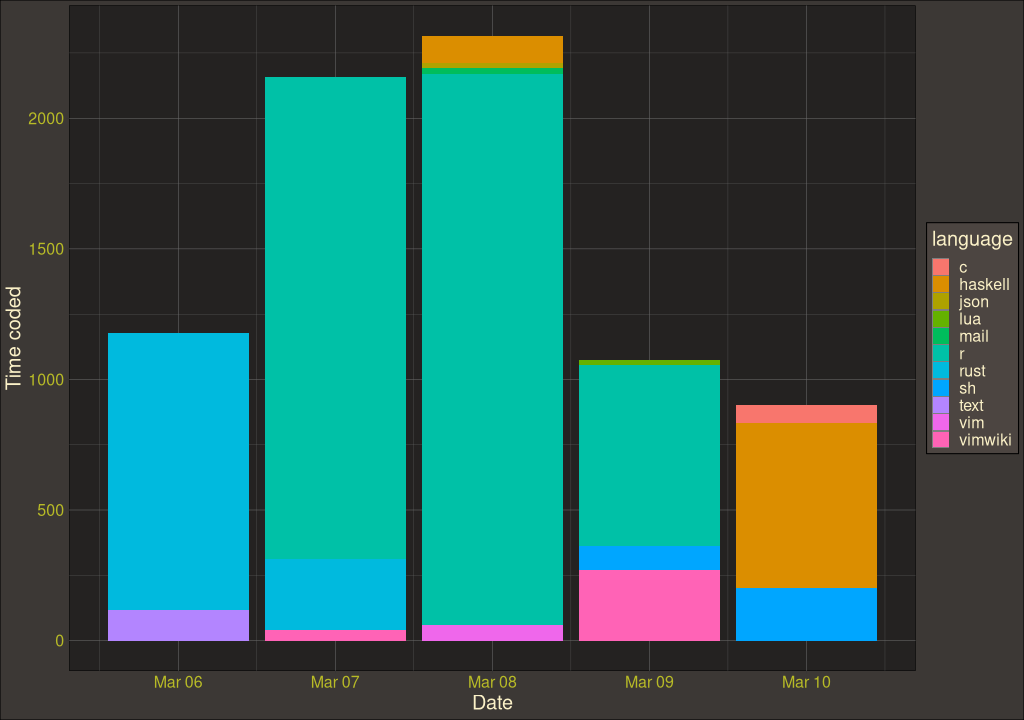 Time coded
2000
1500
1000
500
0
Mar 06
Mar 07
Mar 08
Mar 09
Mar 10
Date
language
c
haskell
json
lua
mail
r
rust
sh
text
vim
vimwiki